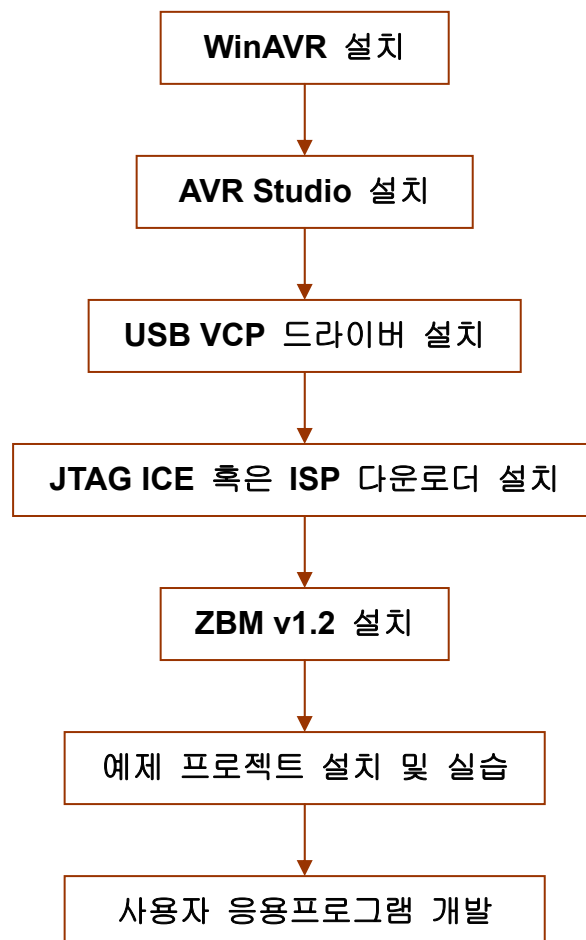 WinAVR 설치
AVR Studio 설치
USB VCP 드라이버 설치
JTAG ICE 혹은 ISP 다운로더 설치
ZBM v1.2 설치
예제 프로젝트 설치 및 실습
사용자 응용프로그램 개발